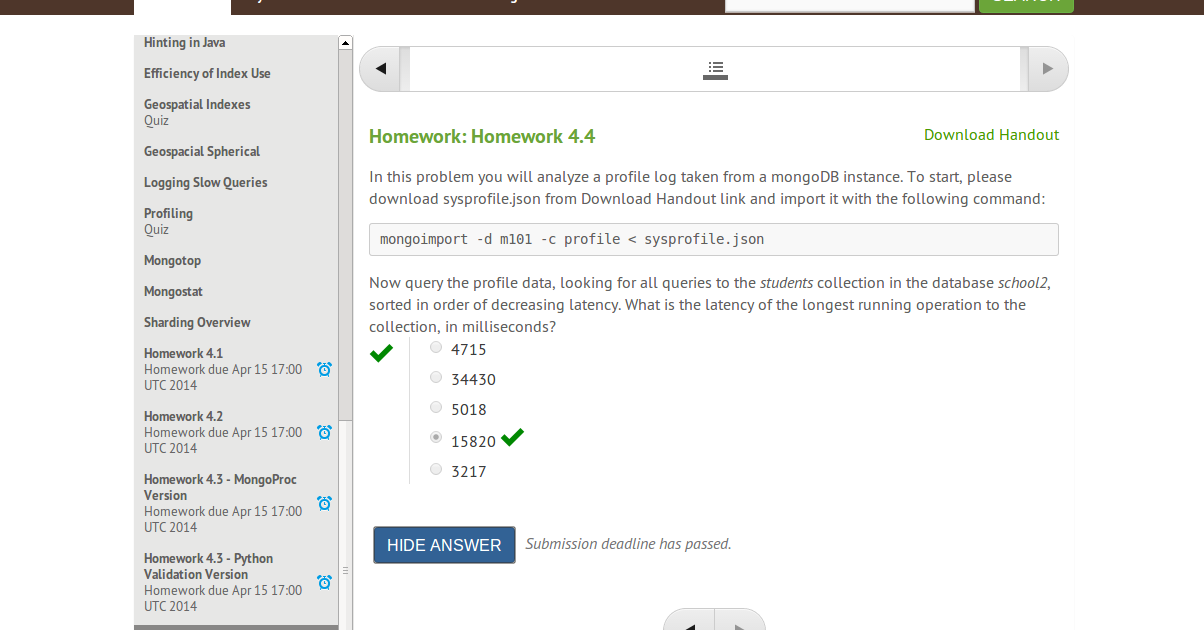 Hinting in Java
Efficiency of Index Use
Geospatial Indexes
Quiz
Geospacial Spherical
Logging Slow Queries
Profiling
Quiz
Mongotop
Mongostat
Sharding Overview
Homework 4.1
Homework due Apr 15 17:00
UTC 2014
Homework 4.2
Homework due Apr 15 17:00
UTC 2014
Homework 4.3 - MongoProc
Version
Homework due Apr 15 17:00
UTC 2014
Homework 4.3 - Python
Validation Version
Homework due Apr 15 17:00
UTC 2014
Homework: Homework 4.4
Download Handout
In this problem you will analyze a profile log taken from a mongoDB instance. To start, please
download sysprofile.json from Download Handout link and import it with the following command:
mongoimport -d m101 -c profile < sysprofile.json
Now query the profile data, looking for all queries to the students collection in the database school2,
sorted in order of decreasing latency. What is the latency of the longest running operation to the
collection, in milliseconds?
4715
34430
5018
15820
3217
HIDE ANSWER
Submission deadline has passed.